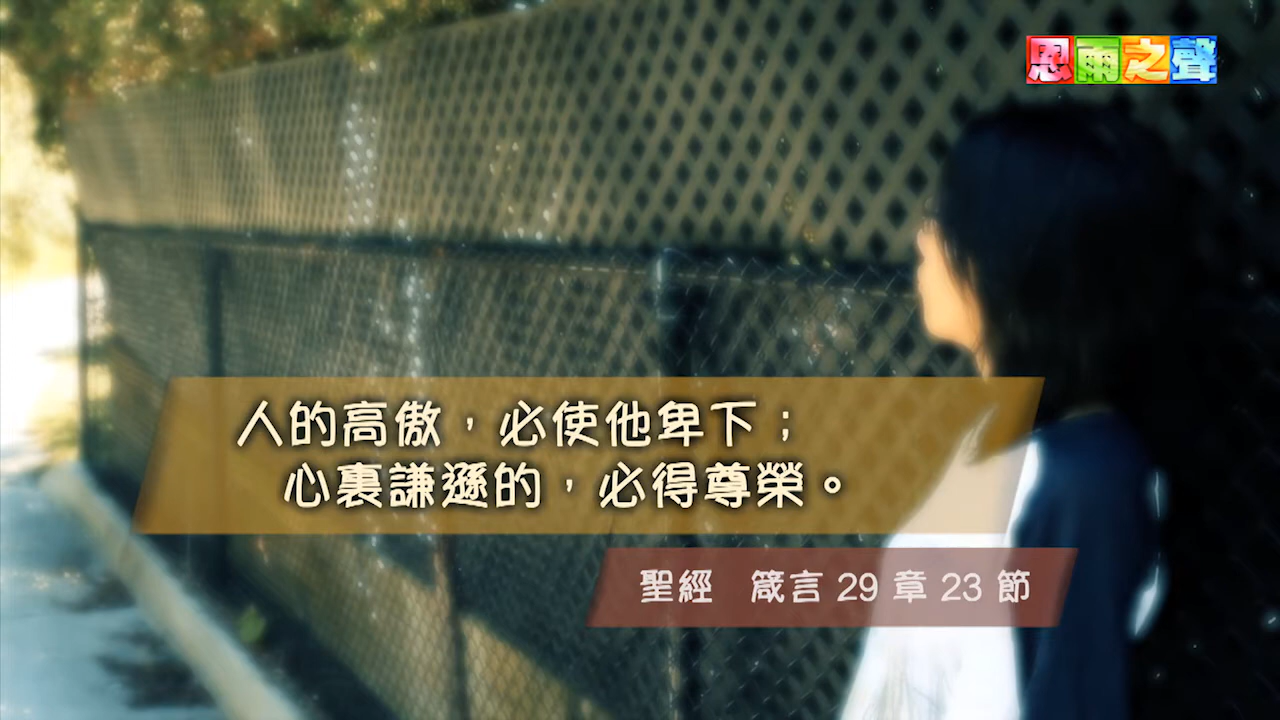 恩雨之聲
人的高傲，必使他卑下；
心裏謙遜的，必得尊榮。
聖經　箴言 29 章 23 節